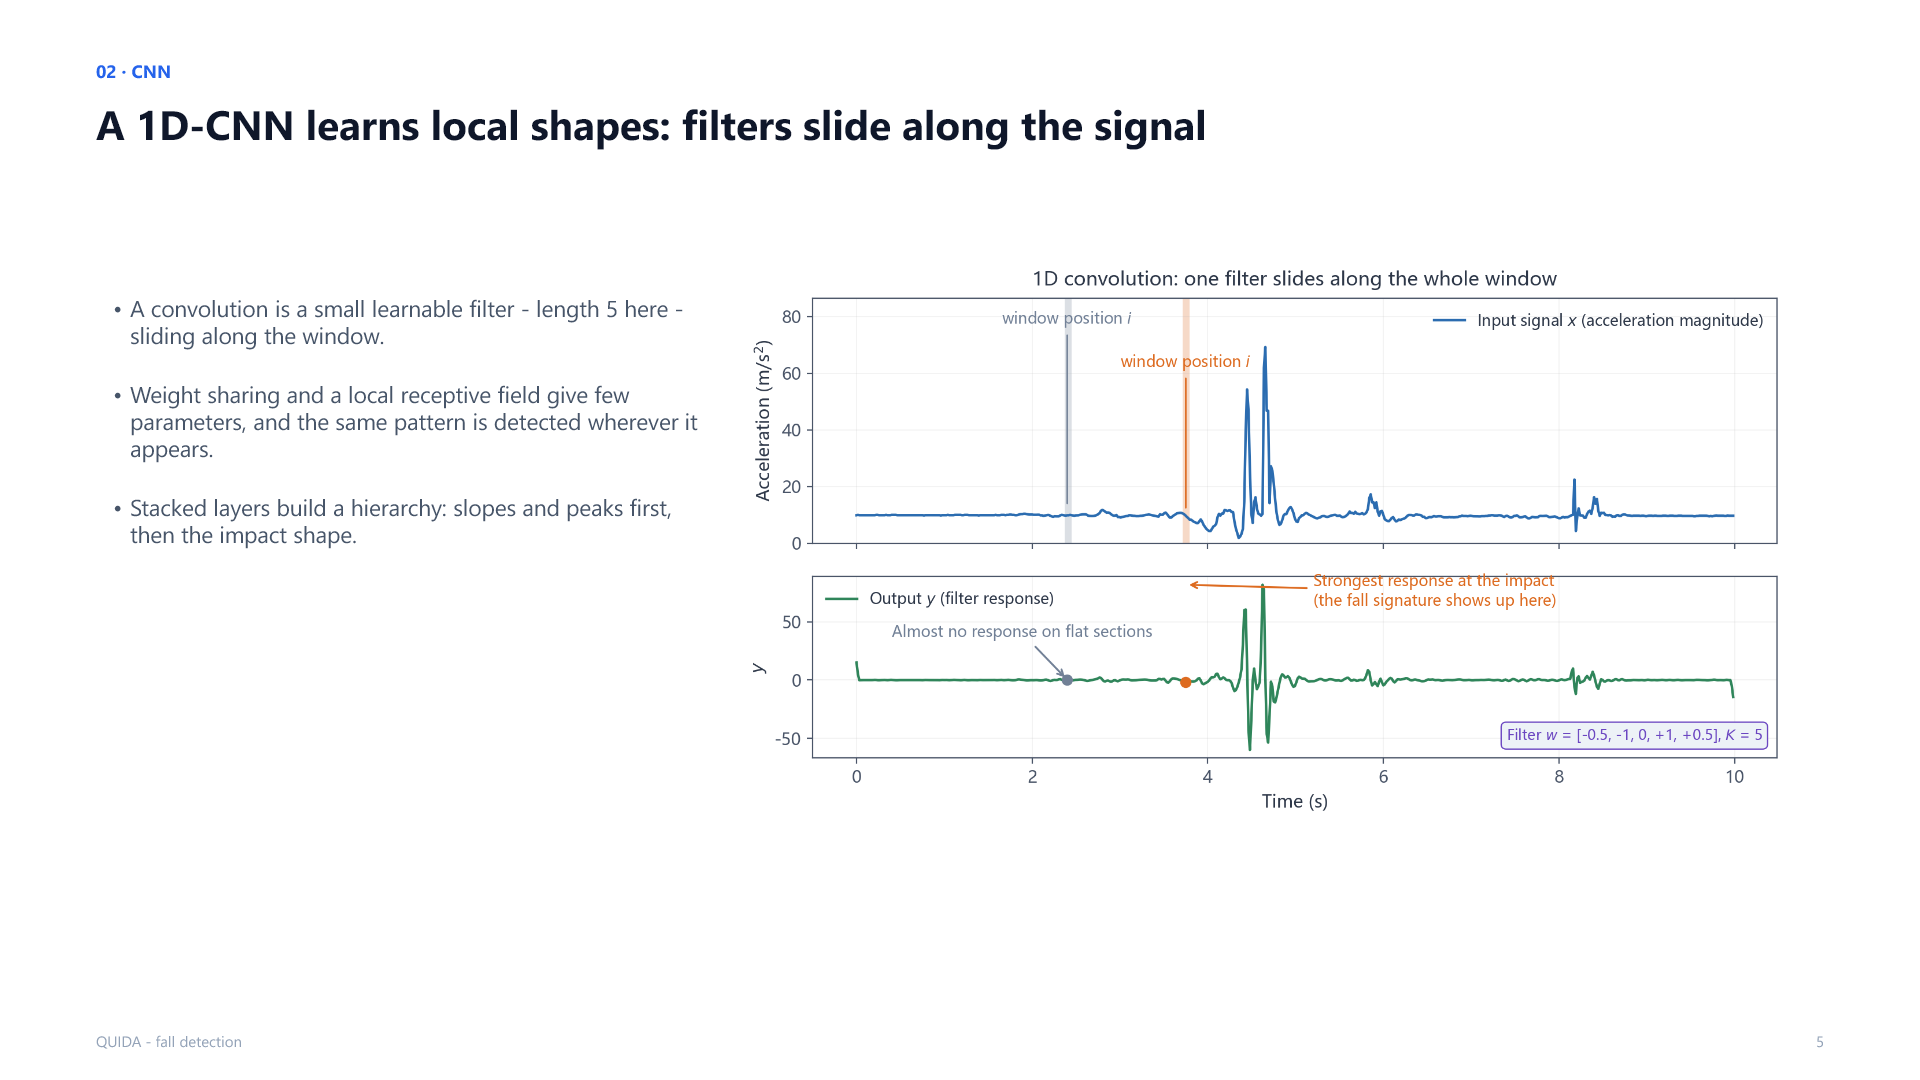 02 · CNN
A 1D-CNN learns local shapes: filters slide along the signal
• A convolution is a small learnable filter - length 5 here -
sliding along the window.
• Weight sharing and a local receptive field give few
parameters, and the same pattern is detected wherever it
appears.
• Stacked layers build a hierarchy: slopes and peaks first,
then the impact shape.
1D convolution: one filter slides along the whole window
window position i
window position i
Input signal x (acceleration magnitude)
Acceleration (m/s²)
80
60
40
20
0
Output y (filter response)
Almost no response on flat sections
Strongest response at the impact
(the fall signature shows up here)
Filter w = [-0.5, -1, 0, +1, +0.5], K = 5
y
50
0
-50
0 2 4 6 8 10
Time (s)
QUIDA - fall detection
5